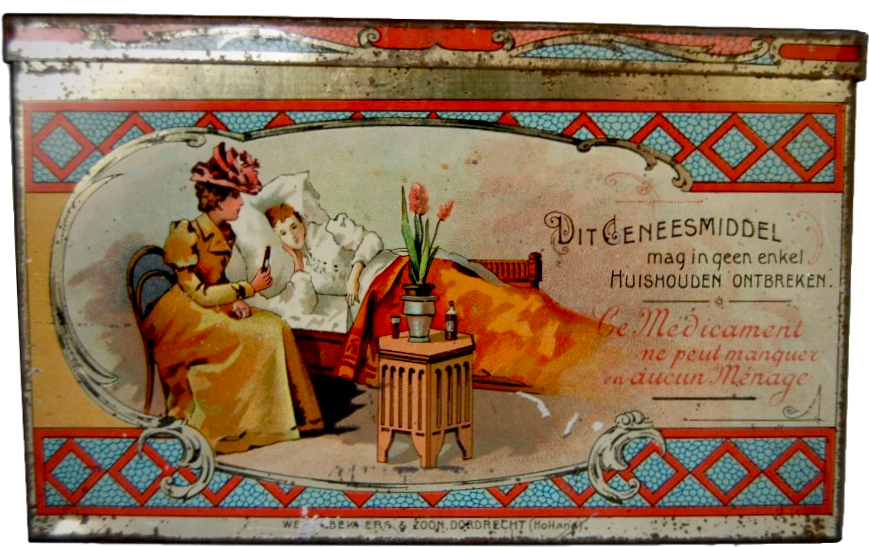 DIT GENEESMIDDEL
mag in geen enkel
HUISHOUDEN ONTBREKEN.
Ce Médicament
ne peut manquer
en aucun Ménage
& ZOON, DORDRECHT (Holland).